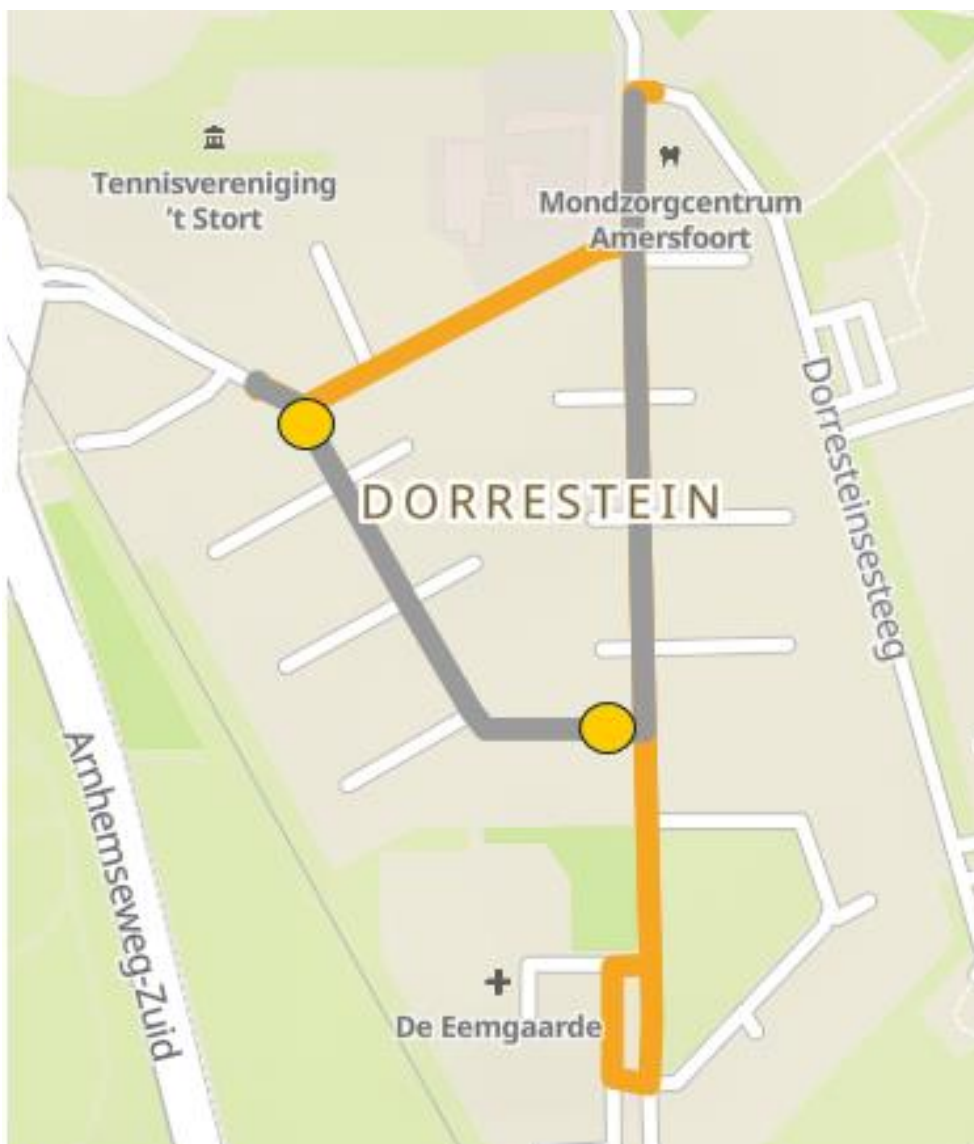 Tennisvereniging
't Stort
Mondzorgcentrum
Amersfoort
DORRESTEIN
Dorresteinsesteeg
Arnhemseweg-Zuid
De Eemgaarde